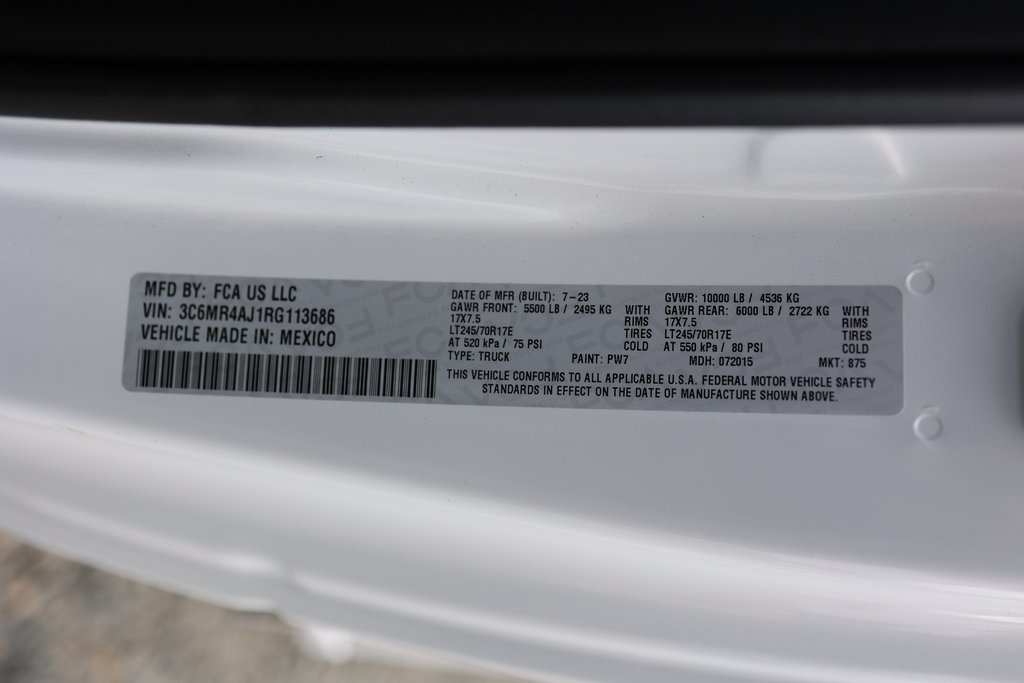 MFD BY: FCA US LLC
VIN: 3C6MR4AJ1RG113686
VEHICLE MADE IN: MEXICO
DATE OF MFR (BUILT): 7-23
GAWR FRONT: 5500 LB / 2495 KG WITH
17X7.5 RIMS
LT245/70R17E TIRES
AT 520 kPa / 75 PSI COLD
TYPE: TRUCK PAINT: PW7
GVWR: 10000 LB / 4536 KG
GAWR REAR: 6000 LB / 2722 KG WITH
17X7.5 RIMS
LT245/70R17E TIRES
AT 550 kPa / 80 PSI COLD
MDH: 072015 MKT: 875
THIS VEHICLE CONFORMS TO ALL APPLICABLE U.S.A. FEDERAL MOTOR VEHICLE SAFETY
STANDARDS IN EFFECT ON THE DATE OF MANUFACTURE SHOWN ABOVE.